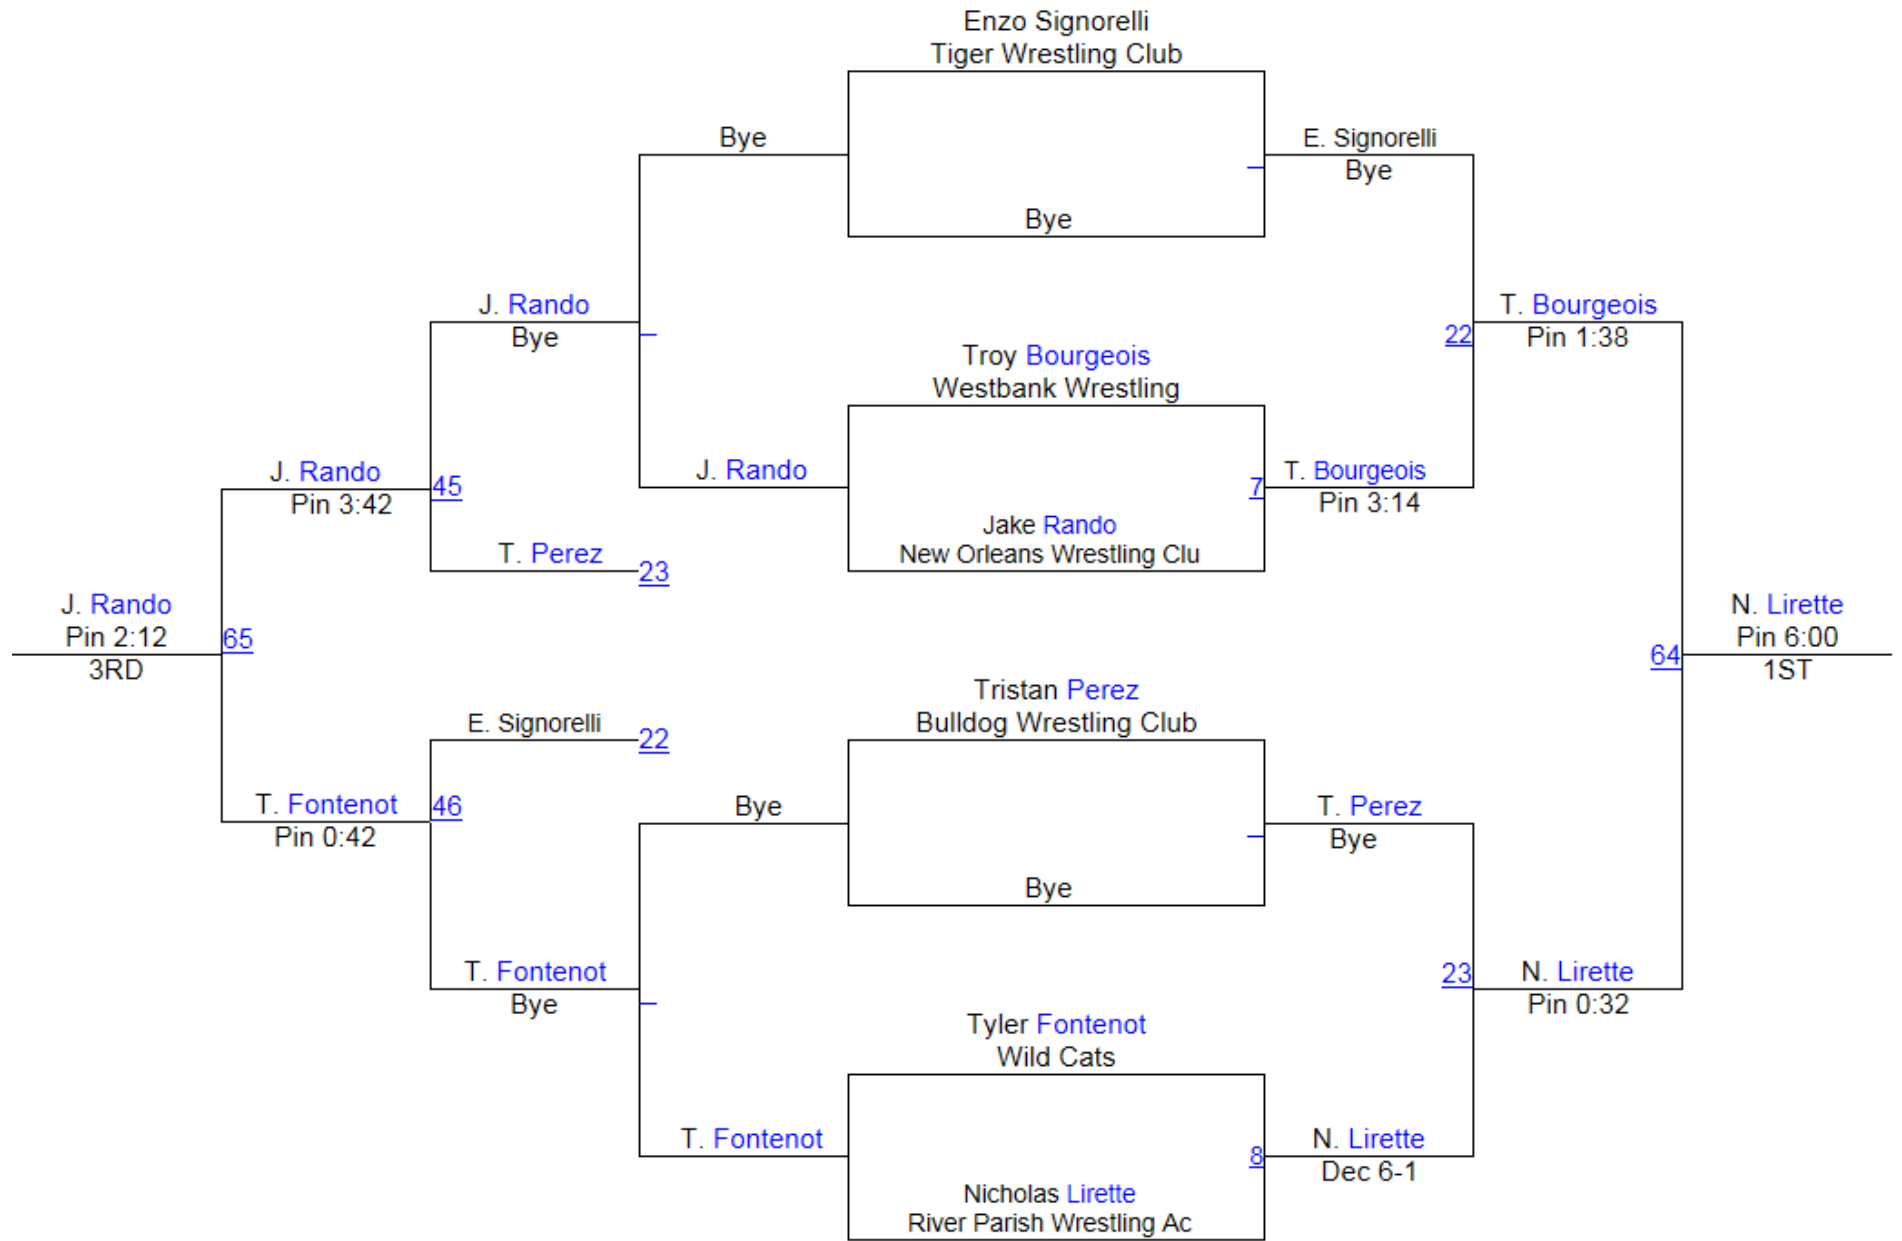 Enzo Signorelli
Tiger Wrestling Club
Bye
E. Signorelli
Bye
Bye
J. Rando
Bye
T. Bourgeois
22
Pin 1:38
Troy Bourgeois
Westbank Wrestling
J. Rando
Pin 3:42
45
J. Rando
7
T. Bourgeois
Pin 3:14
Jake Rando
New Orleans Wrestling Clu
T. Perez
23
J. Rando
Pin 2:12
3RD
65
N. Lirette
Pin 6:00
1ST
64
Tristan Perez
Bulldog Wrestling Club
E. Signorelli
22
T. Fontenot
Pin 0:42
46
Bye
T. Perez
Bye
Bye
T. Fontenot
Bye
23
N. Lirette
Pin 0:32
Tyler Fontenot
Wild Cats
T. Fontenot
8
N. Lirette
Dec 6-1
Nicholas Lirette
River Parish Wrestling Ac